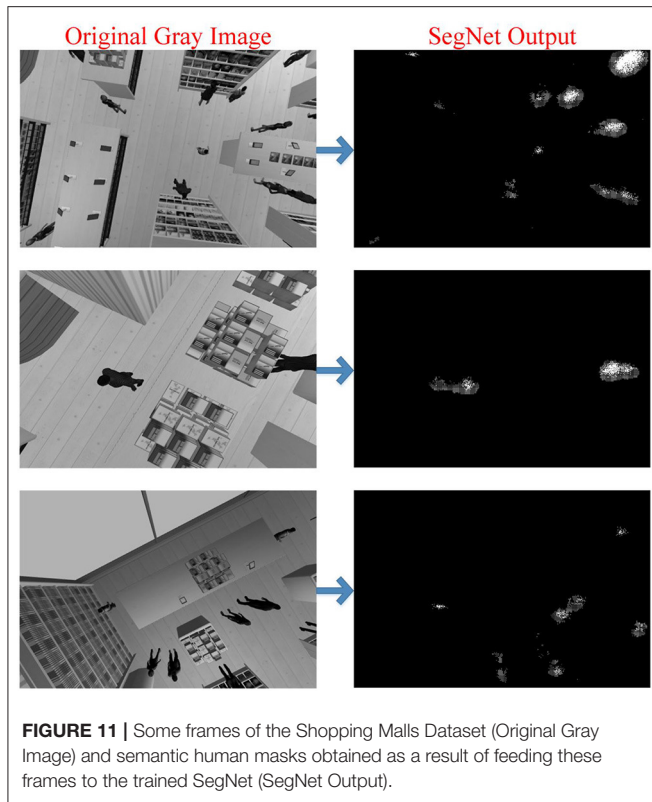 Original Gray Image
SegNet Output
FIGURE 11 | Some frames of the Shopping Malls Dataset (Original Gray
Image) and semantic human masks obtained as a result of feeding these
frames to the trained SegNet (SegNet Output).